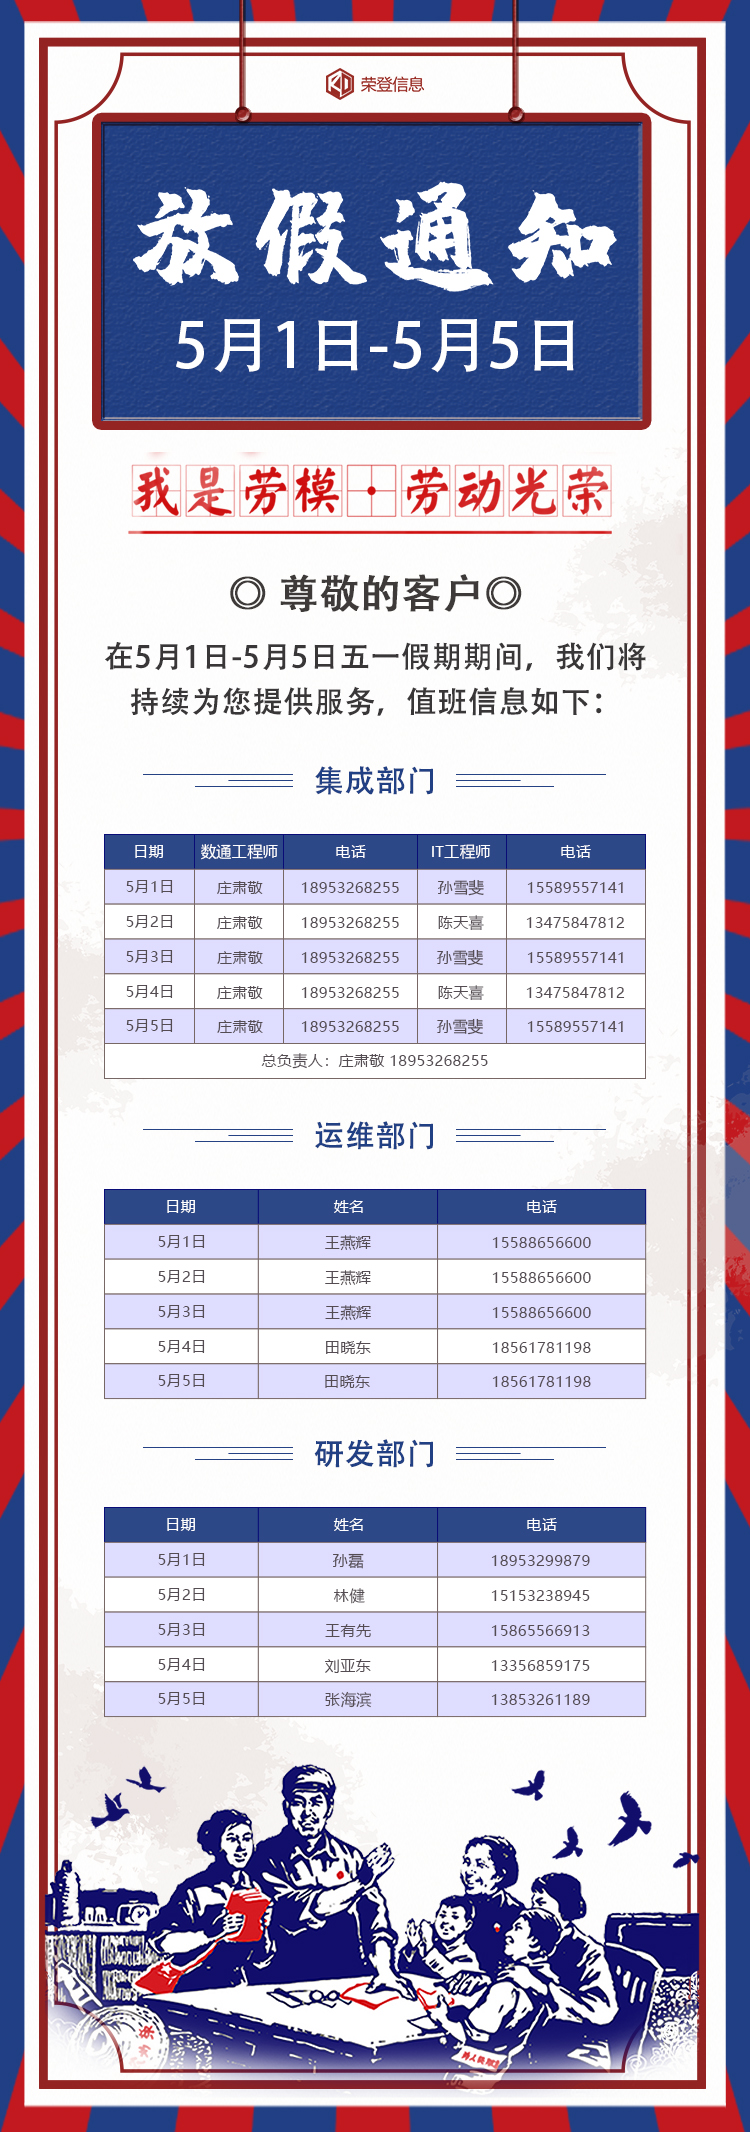 荣登信息
放假通知
5月1日-5月5日
我是劳模·劳动光荣
◎ 尊敬的客户◎
在5月1日-5月5日五一假期期间，我们将
持续为您提供服务，值班信息如下：
集成部门
日期 数通工程师 电话 IT工程师 电话
5月1日 庄肃敬 18953268255 孙雪斐 15589557141
5月2日 庄肃敬 18953268255 陈天喜 13475847812
5月3日 庄肃敬 18953268255 孙雪斐 15589557141
5月4日 庄肃敬 18953268255 陈天喜 13475847812
5月5日 庄肃敬 18953268255 孙雪斐 15589557141
总负责人：庄肃敬 18953268255
运维部门
日期 姓名 电话
5月1日 王燕辉 15588656600
5月2日 王燕辉 15588656600
5月3日 王燕辉 15588656600
5月4日 田晓东 18561781198
5月5日 田晓东 18561781198
研发部门
日期 姓名 电话
5月1日 孙磊 18953299879
5月2日 林健 15153238945
5月3日 王有先 15865566913
5月4日 刘亚东 13356859175
5月5日 张海滨 13853261189